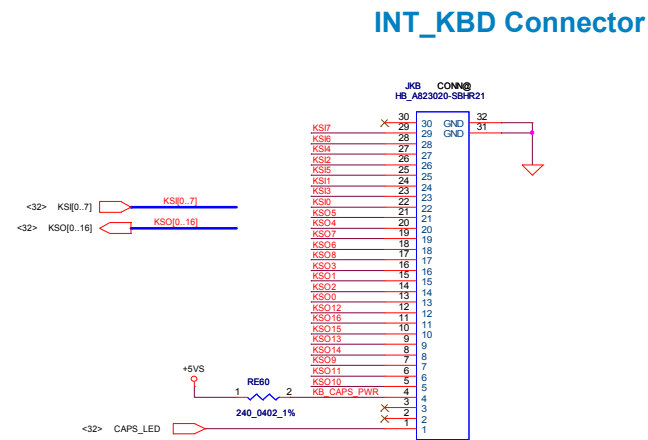 INT_KBD Connector
JKB CONN@
HB_A823020-SBHR21
30 30 GND 32
KSI7 29 29 GND 31
KSI6 28 28
KSI4 27 27
KSI2 26 26
KSI5 25 25
KSI1 24 24
KSI3 23 23
<32> KSI[0..7] KSI[0..7] KSI0 22 22
KSO5 21 21
<32> KSO[0..16] KSO[0..16] KSO4 20 20
KSO7 19 19
KSO6 18 18
KSO8 17 17
KSO3 16 16
KSO1 15 15
KSO2 14 14
KSO0 13 13
KSO12 12 12
KSO16 11 11
KSO15 10 10
KSO13 9 9
KSO14 8 8
KSO9 7 7
+5VS KSO11 6 6
RE60 KSO10 5 5
1 2 KB_CAPS_PWR 4 4
3 3
240_0402_1% 2 2
<32> CAPS_LED 1 1